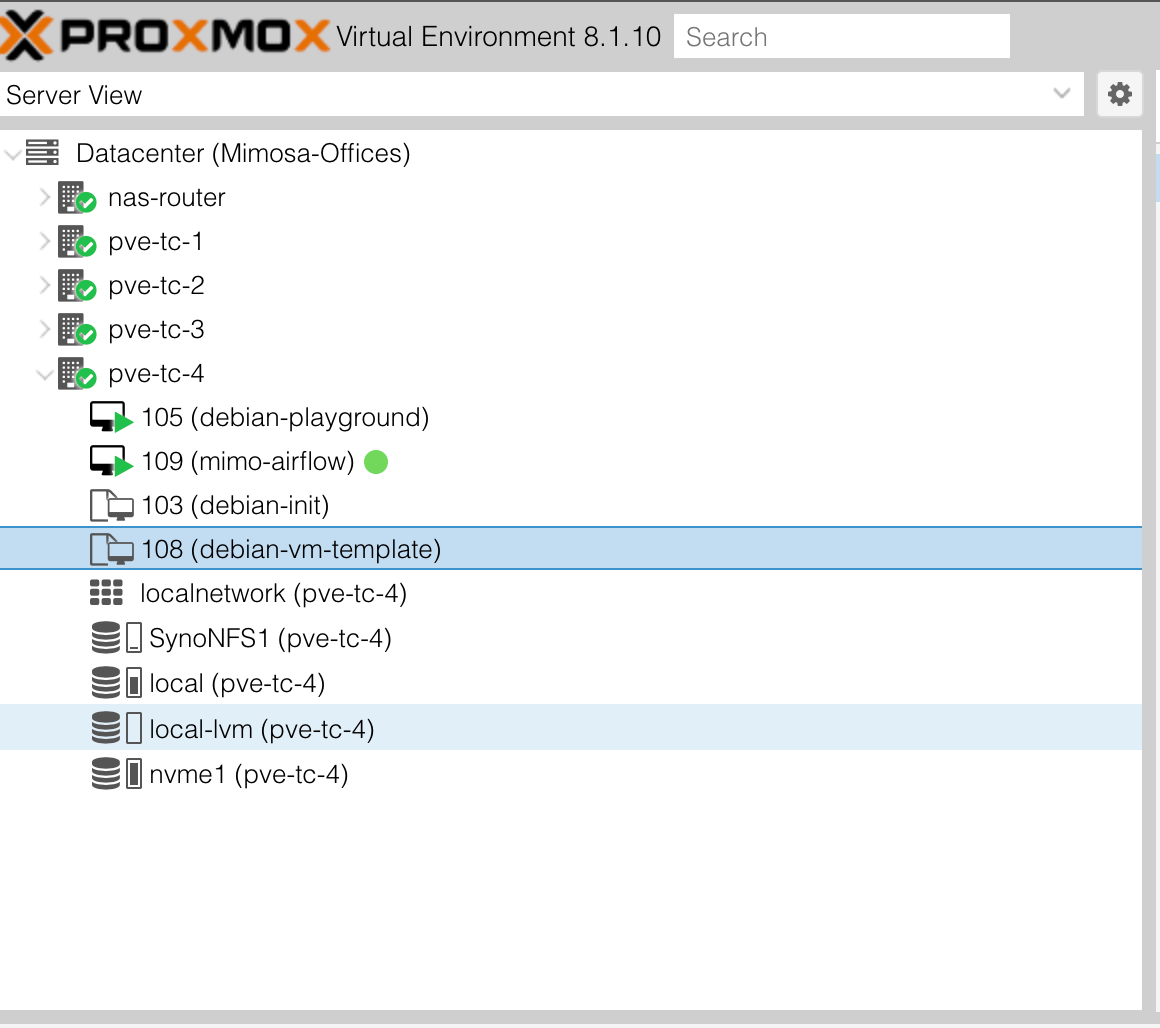 PROXMOX Virtual Environment 8.1.10 Search
Server View
Datacenter (Mimosa-Offices)
nas-router
pve-tc-1
pve-tc-2
pve-tc-3
pve-tc-4
105 (debian-playground)
109 (mimo-airflow)
103 (debian-init)
108 (debian-vm-template)
localnetwork (pve-tc-4)
SynoNFS1 (pve-tc-4)
local (pve-tc-4)
local-lvm (pve-tc-4)
nvme1 (pve-tc-4)